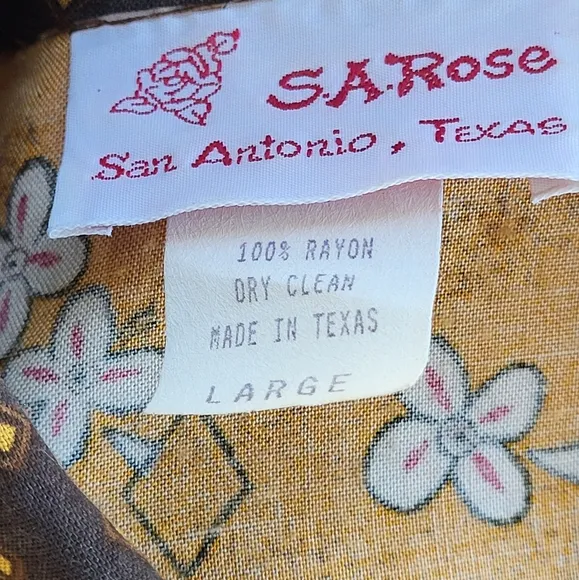 S.A.Rose
San Antonio, Texas
100% RAYON
DRY CLEAN
MADE IN TEXAS
LARGE